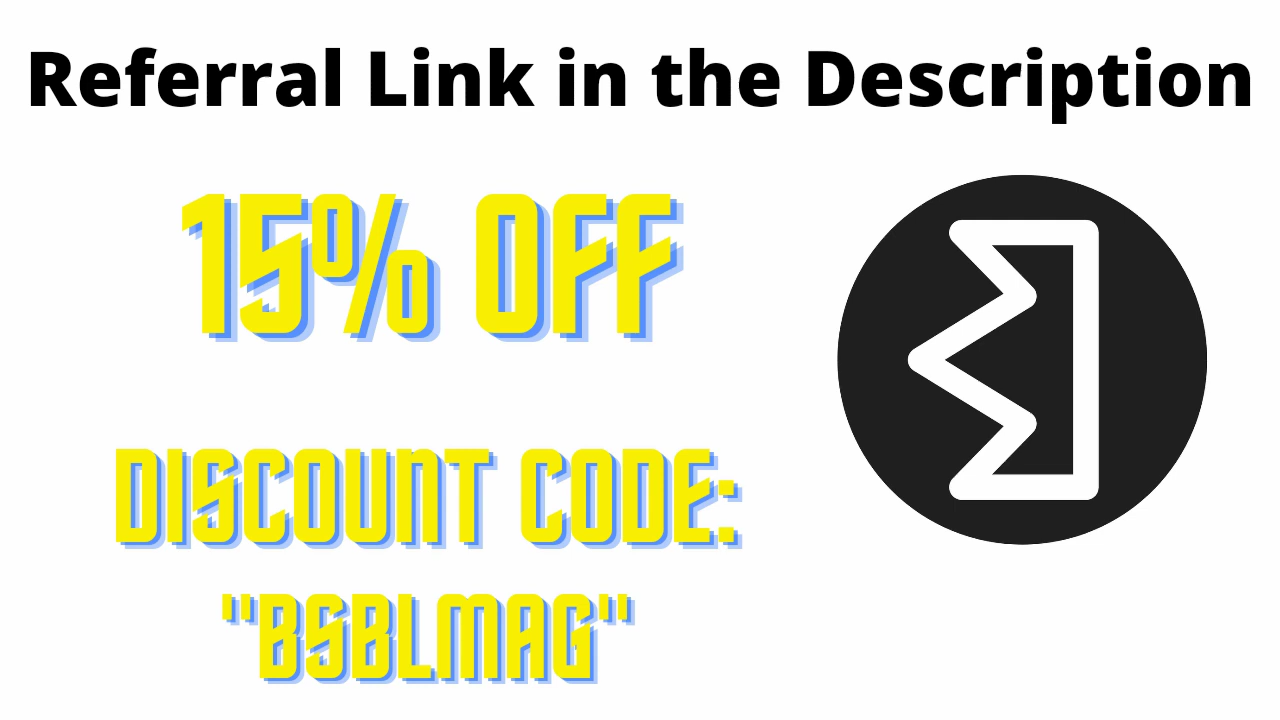 Referral Link in the Description
15% OFF
DISCOUNT CODE:
"BSBLMAG"